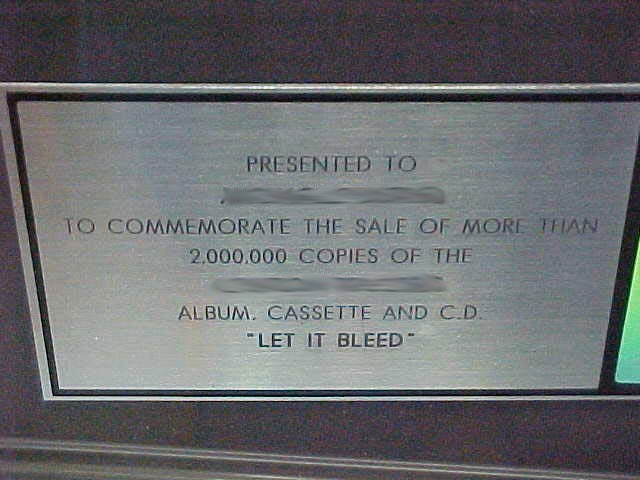 PRESENTED TO
TO COMMEMORATE THE SALE OF MORE THAN
2,000,000 COPIES OF THE
ALBUM, CASSETTE AND C.D.
"LET IT BLEED"